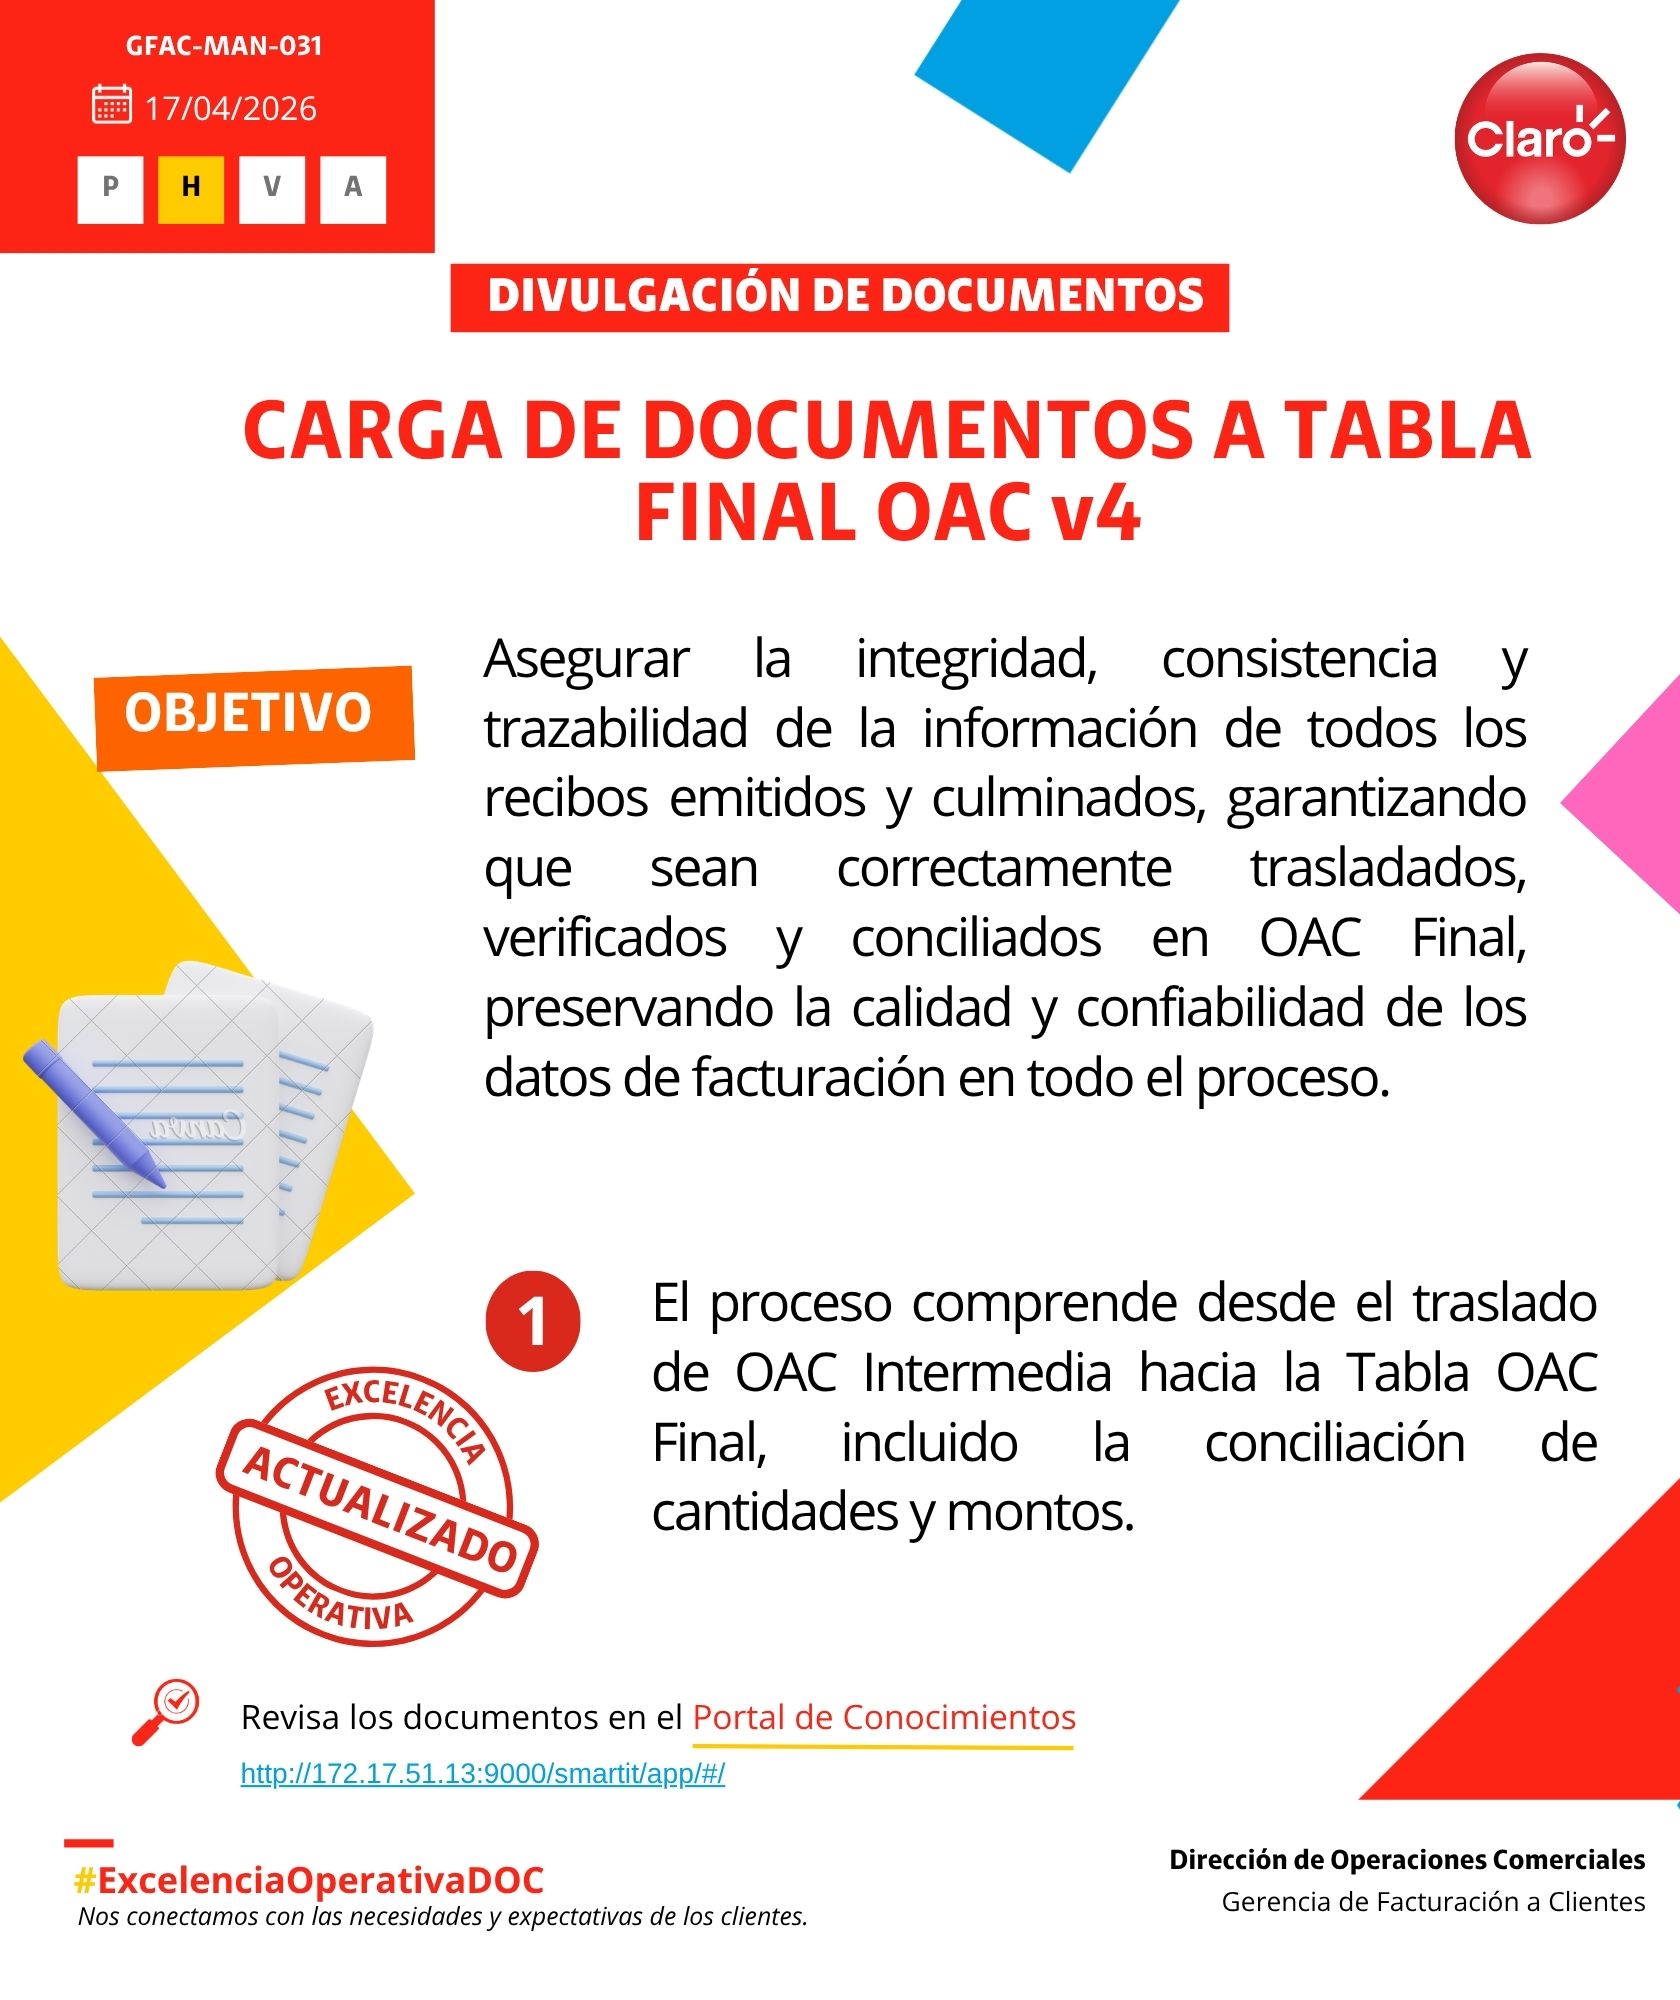 GFAC-MAN-031
17/04/2026
P H V A
Claro
DIVULGACIÓN DE DOCUMENTOS
CARGA DE DOCUMENTOS A TABLA
FINAL OAC v4
OBJETIVO
Asegurar la integridad, consistencia y
trazabilidad de la información de todos los
recibos emitidos y culminados, garantizando
que sean correctamente trasladados,
verificados y conciliados en OAC Final,
preservando la calidad y confiabilidad de los
datos de facturación en todo el proceso.
Canva
1
El proceso comprende desde el traslado
de OAC Intermedia hacia la Tabla OAC
Final, incluido la conciliación de
cantidades y montos.
EXCELENCIA
ACTUALIZADO
OPERATIVA
Revisa los documentos en el Portal de Conocimientos
http://172.17.51.13:9000/smartit/app/#/
#ExcelenciaOperativaDOC
Nos conectamos con las necesidades y expectativas de los clientes.
Dirección de Operaciones Comerciales
Gerencia de Facturación a Clientes